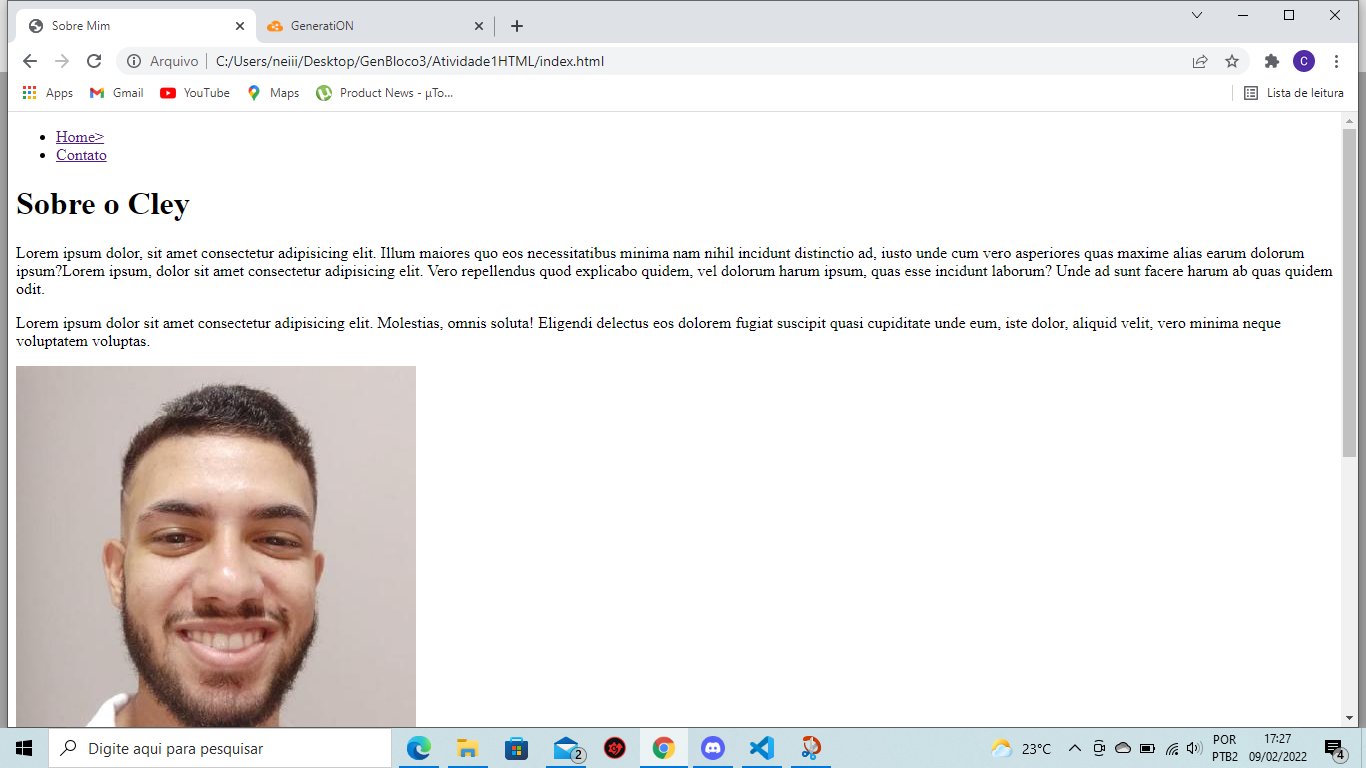 Sobre Mim
GeneratiON
Arquivo
C:/Users/neiii/Desktop/GenBloco3/Atividade1HTML/index.html
C
Apps
Gmail
YouTube
Maps
Product News - µTo...
Lista de leitura
Home>
Contato
Sobre o Cley
Lorem ipsum dolor, sit amet consectetur adipisicing elit. Illum maiores quo eos necessitatibus minima nam nihil incidunt distinctio ad, iusto unde cum vero asperiores quas maxime alias earum dolorum
ipsum?Lorem ipsum, dolor sit amet consectetur adipisicing elit. Vero repellendus quod explicabo quidem, vel dolorum harum ipsum, quas esse incidunt laborum? Unde ad sunt facere harum ab quas quidem
odit.
Lorem ipsum dolor sit amet consectetur adipisicing elit. Molestias, omnis soluta! Eligendi delectus eos dolorem fugiat suscipit quasi cupiditate unde eum, iste dolor, aliquid velit, vero minima neque
voluptatem voluptas.
Digite aqui para pesquisar
2
23°C
POR
PTB2
17:27
09/02/2022
4